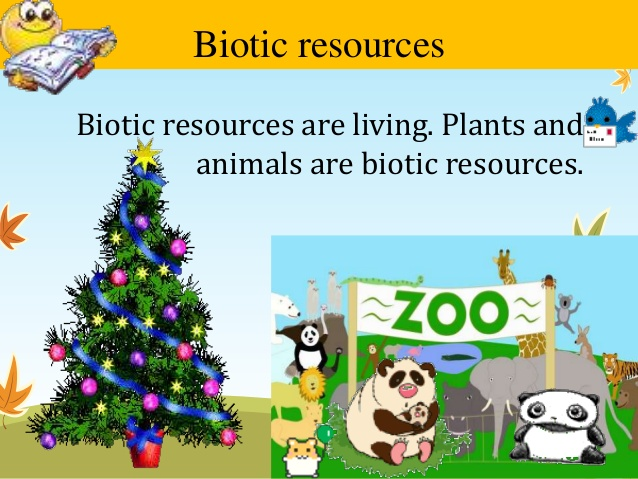 Biotic resources
Biotic resources are living. Plants and
animals are biotic resources.
ZOO